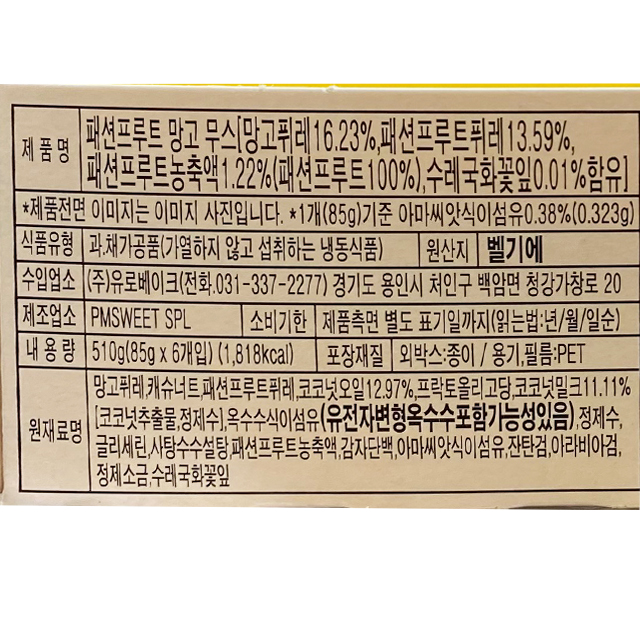 제품명 패션프루트 망고 무스[망고퓌레16.23%,패션프루트퓌레13.59%,
패션프루트농축액1.22%(패션프루트100%),수레국화꽃잎0.01%함유]
*제품전면 이미지는 이미지 사진입니다. *1개(85g)기준 아마씨앗식이섬유0.38%(0.323g)
식품유형 과.채가공품(가열하지 않고 섭취하는 냉동식품) 원산지 벨기에
수입업소 (주)유로베이크(전화.031-337-2277) 경기도 용인시 처인구 백암면 청강가창로 20
제조업소 PMSWEET SPL 소비기한 제품측면 별도 표기일까지(읽는법:년/월/일순)
내용량 510g(85g x 6개입) (1,818kcal) 포장재질 외박스:종이 / 용기,필름:PET
원재료명 망고퓌레,캐슈너트,패션프루트퓌레,코코넛오일12.97%,프락토올리고당,코코넛밀크11.11%
[코코넛추출물,정제수],옥수수식이섬유(유전자변형옥수수포함가능성있음),정제수,
글리세린,사탕수수설탕,패션프루트농축액,감자단백,아마씨앗식이섬유,잔탄검,아라비아검,
정제소금,수레국화꽃잎